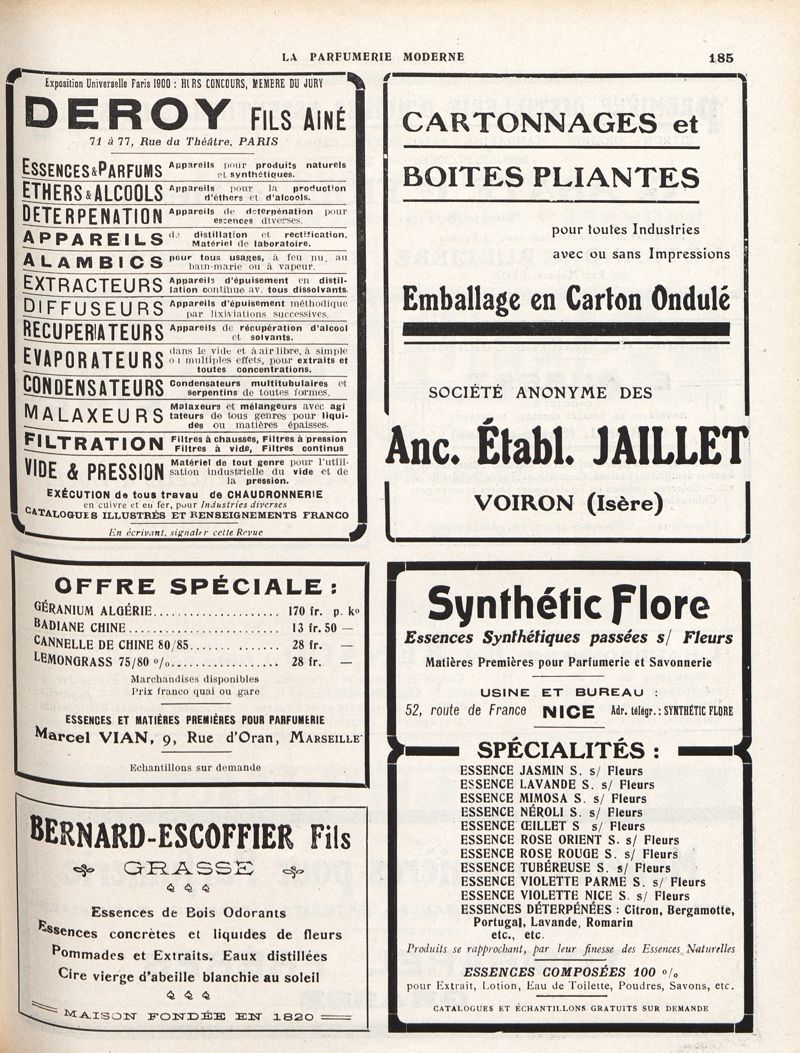 LA PARFUMERIE MODERNE
185
Exposition Universelle Paris 1900 : HORS CONCOURS, MEMBRE DU JURY
DEROY FILS AINÉ
71 à 77, Rue du Théâtre, PARIS
ESSENCES & PARFUMS Appareils pour produits naturels
et synthétiques.
ETHERS & ALCOOLS Appareils pour la production
d'éthers et d'alcools.
DETERPENATION Appareils de deterpénation pour
essences diverses.
APPAREILS de distillation et rectification.
Matériel de laboratoire.
ALAMBICS pour tous usages, à feu nu, au
bain-marie ou à vapeur.
EXTRACTEURS Appareils d'épuisement en distil-
lation continue av. tous dissolvants.
DIFFUSEURS Appareils d'épuisement méthodique
par lixiviations successives.
RECUPERATEURS Appareils de récupération d'alcool
et solvants.
EVAPORATEURS dans le vide et à air libre, à simple
ou multiples effets, pour extraits et
toutes concentrations.
CONDENSATEURS Condensateurs multitubulaires et
serpentins de toutes formes.
MALAXEURS Malaxeurs et mélangeurs avec agi
tateurs de tous genres pour liqui-
des ou matières épaisses.
FILTRATION Filtres à chausses, Filtres à pression
Filtres à vide, Filtres continus
VIDE & PRESSION Matériel de tout genre pour l'utili-
sation industrielle du vide et de
la pression.
EXÉCUTION de tous travau de CHAUDRONNERIE
en cuivre et en fer, pour Industries diverses
CATALOGUES ILLUSTRÉS ET RENSEIGNEMENTS FRANCO
En écrivant, signaler cette Revue
CARTONNAGES et
BOITES PLIANTES
pour toutes Industries
avec ou sans Impressions
Emballage en Carton Ondulé
SOCIÉTÉ ANONYME DES
Anc. Établ. JAILLET
VOIRON (Isère)
OFFRE SPÉCIALE :
GÉRANIUM ALGÉRIE.................... 170 fr. p. ko
BADIANE CHINE........................ 13 fr. 50 —
CANNELLE DE CHINE 80/85....... ....... 28 fr. —
LEMONGRASS 75/80 o/o................. 28 fr. —
Marchandises disponibles
Prix franco quai ou gare
ESSENCES ET MATIÈRES PREMIÈRES POUR PARFUMERIE
Marcel VIAN, 9, Rue d'Oran, MARSEILLE
Echantillons sur demande
BERNARD-ESCOFFIER Fils
GRASSE
Essences de Bois Odorants
Essences concrètes et liquides de fleurs
Pommades et Extraits. Eaux distillées
Cire vierge d'abeille blanchie au soleil
MAISON FONDÉE EN 1820
Synthétic Flore
Essences Synthétiques passées s/ Fleurs
Matières Premières pour Parfumerie et Savonnerie
USINE ET BUREAU :
52, route de France NICE Adr. télégr.: SYNTHÉTIC FLORE
SPÉCIALITÉS :
ESSENCE JASMIN S. s/ Fleurs
ESSENCE LAVANDE S. s/ Fleurs
ESSENCE MIMOSA S. s/ Fleurs
ESSENCE NÉROLI S. s/ Fleurs
ESSENCE ŒILLET S s/ Fleurs
ESSENCE ROSE ORIENT S. s/ Fleurs
ESSENCE ROSE ROUGE S. s/ Fleurs
ESSENCE TUBÉREUSE S. s/ Fleurs
ESSENCE VIOLETTE PARME S. s/ Fleurs
ESSENCE VIOLETTE NICE S. s/ Fleurs
ESSENCES DÉTERPÉNÉES : Citron, Bergamotte,
Portugal, Lavande, Romarin
etc., etc.
Produits se rapprochant, par leur finesse des Essences Naturelles
ESSENCES COMPOSÉES 100 o/o
pour Extrait, Lotion, Eau de Toilette, Poudres, Savons, etc.
CATALOGUES ET ÉCHANTILLONS GRATUITS SUR DEMANDE